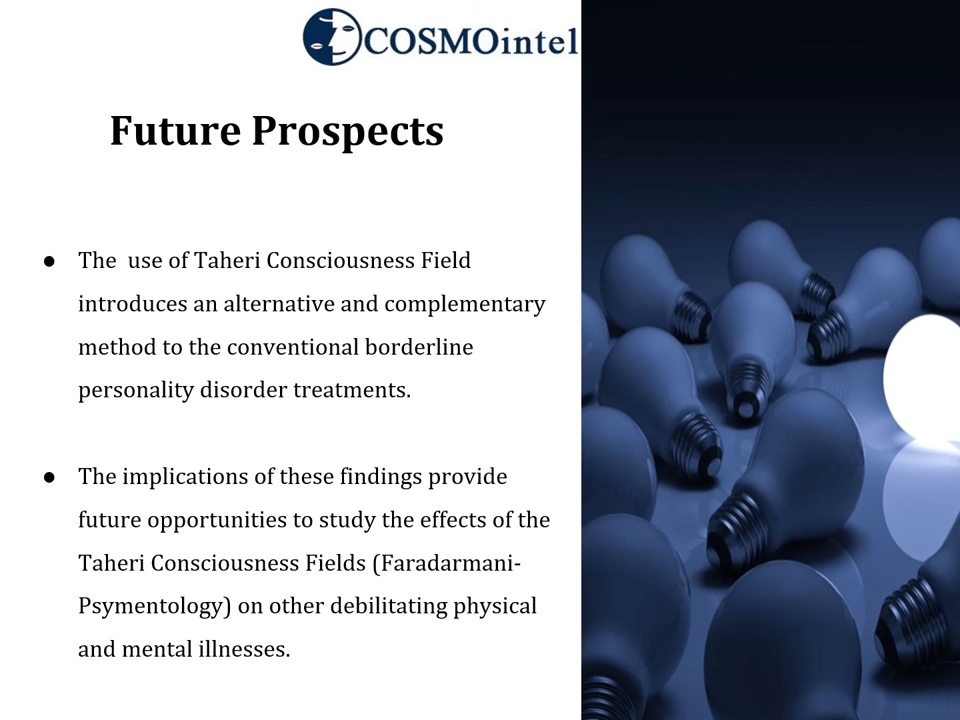 COSMOintel
Future Prospects
● The use of Taheri Consciousness Field
introduces an alternative and complementary
method to the conventional borderline
personality disorder treatments.
● The implications of these findings provide
future opportunities to study the effects of the
Taheri Consciousness Fields (Faradarmani-
Psymentology) on other debilitating physical
and mental illnesses.